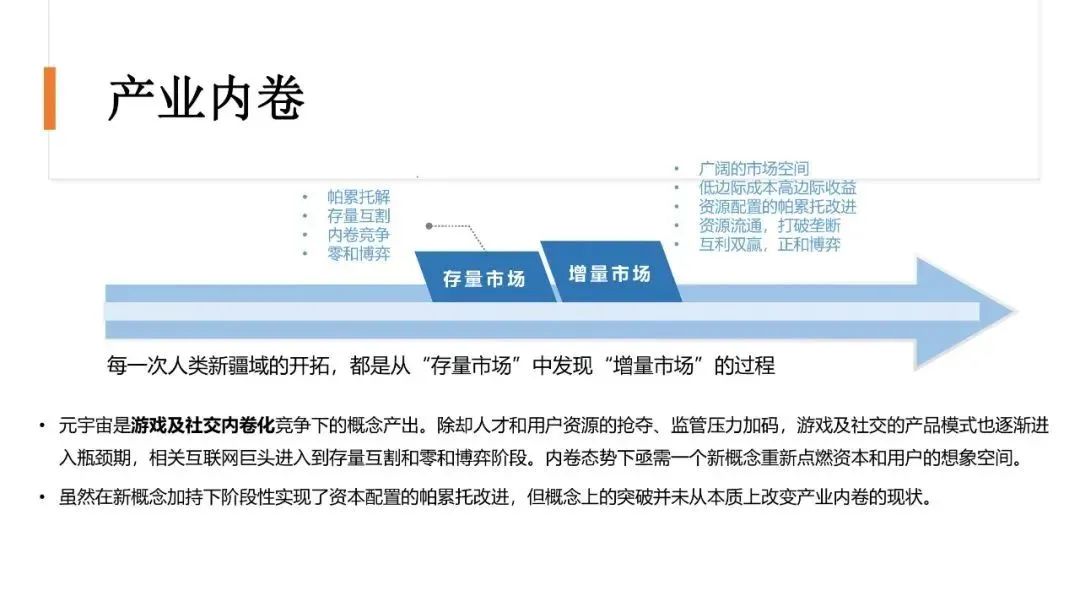 产业内卷
• 帕累托解
• 存量互割
• 内卷竞争
• 零和博弈
• 广阔的市场空间
• 低边际成本高边际收益
• 资源配置的帕累托改进
• 资源流通，打破垄断
• 互利双赢，正和博弈
存量市场
增量市场
每一次人类新疆域的开拓，都是从“存量市场”中发现“增量市场”的过程
• 元宇宙是游戏及社交内卷化竞争下的概念产出。除却人才和用户资源的抢夺、监管压力加码，游戏及社交的产品模式也逐渐进
入瓶颈期，相关互联网巨头进入到存量互割和零和博弈阶段。内卷态势下亟需一个新概念重新点燃资本和用户的想象空间。
• 虽然在新概念加持下阶段性实现了资本配置的帕累托改进，但概念上的突破并未从本质上改变产业内卷的现状。